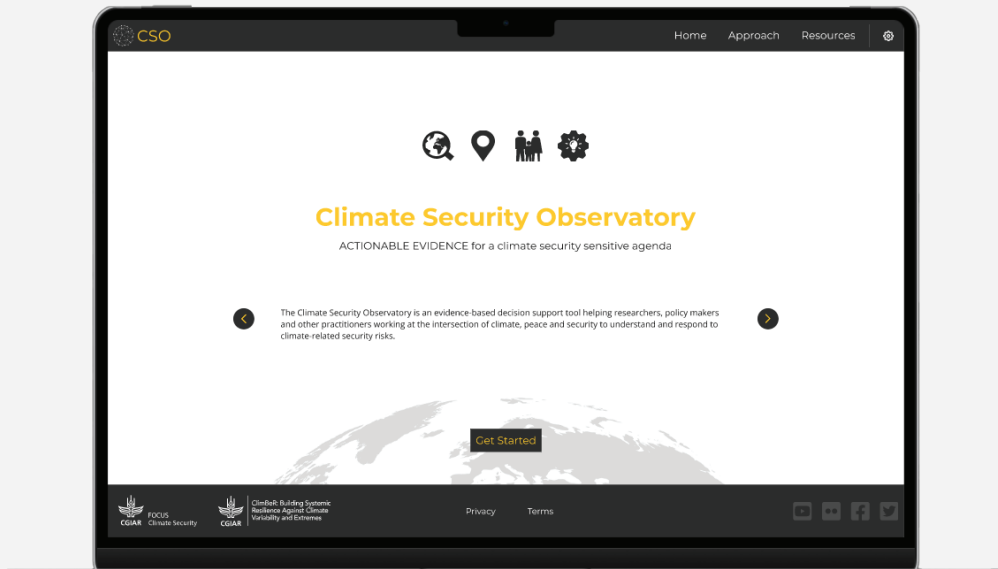 CSO
Home Approach Resources
Climate Security Observatory
ACTIONABLE EVIDENCE for a climate security sensitive agenda
The Climate Security Observatory is an evidence-based decision support tool helping researchers, policy makers
and other practitioners working at the intersection of climate, peace and security to understand and respond to
climate-related security risks.
Get Started
CGIAR
FOCUS
Climate Security
CGIAR
ClimBeR: Building Systemic
Resilience Against Climate
Variability and Extremes
Privacy Terms